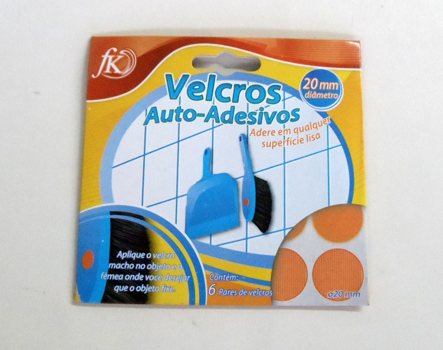 fK
Velcros
Auto-Adesivos
20 mm
diâmetro
Adere em qualquer
superfície lisa
Aplique o velcro
macho no objeto e o
fêmea onde você desejar
que o objeto fixe.
Contém:
6 Pares de velcros
ø20 mm